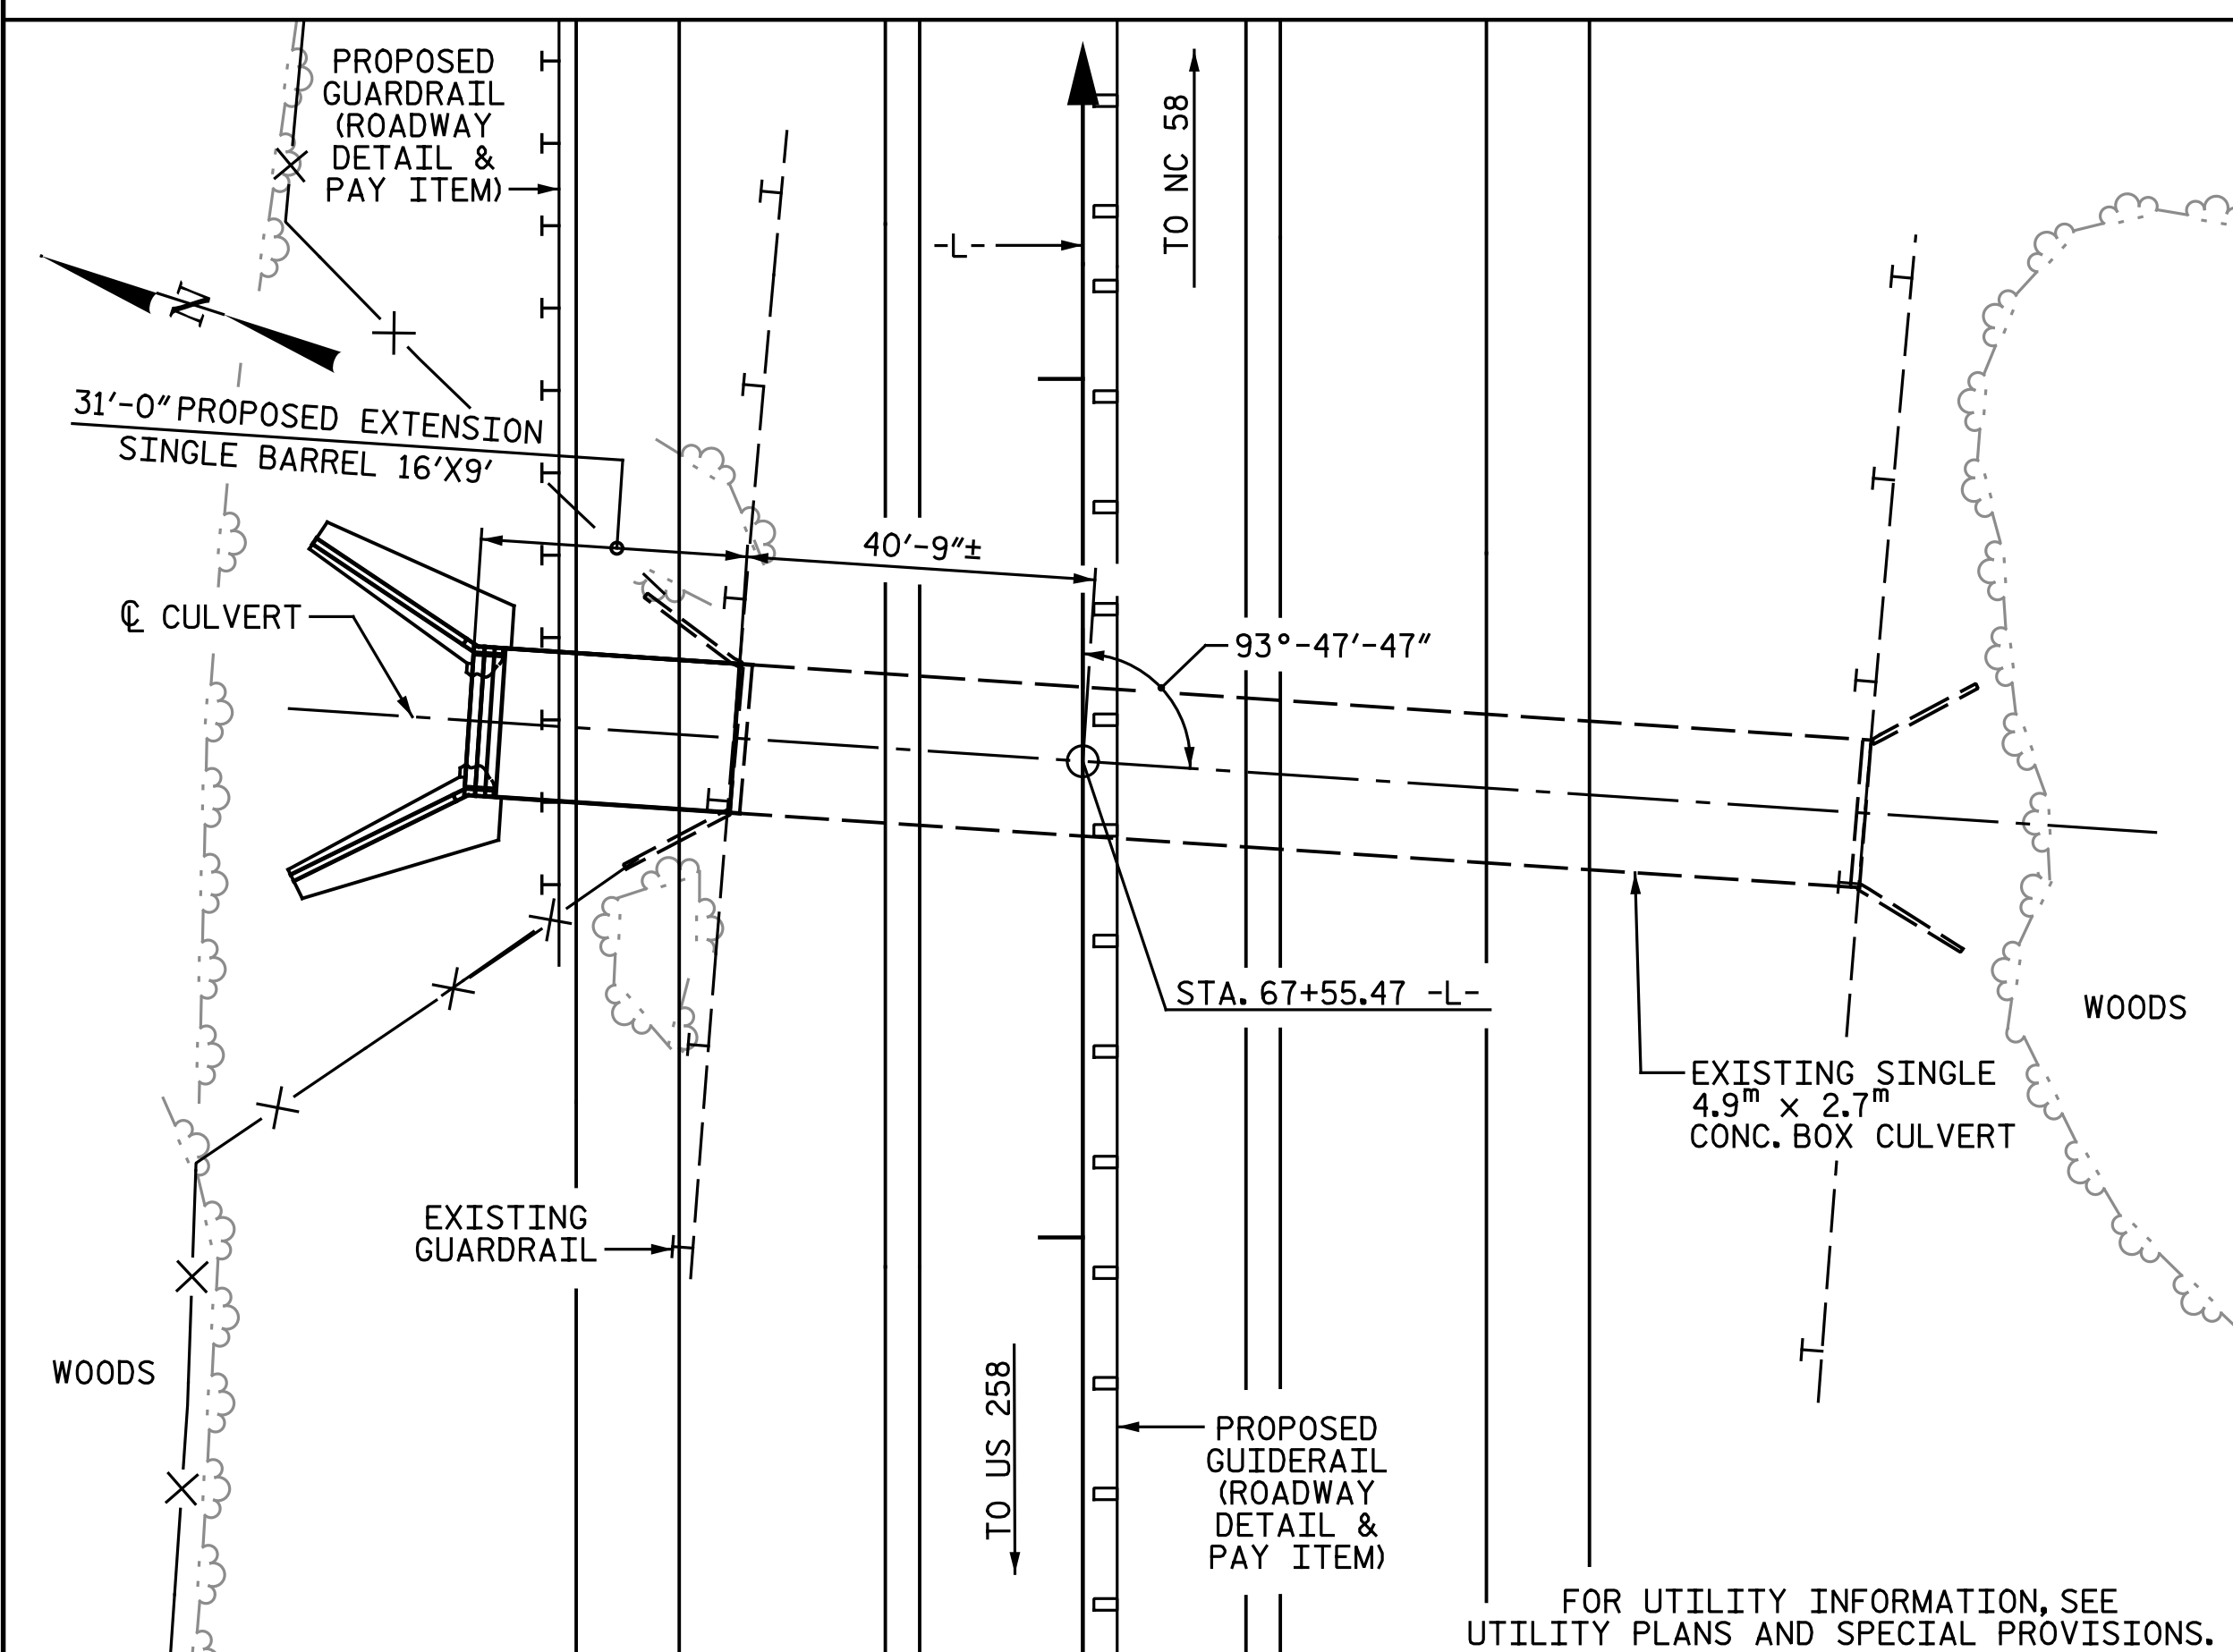 PROPOSED
GUARDRAIL
(ROADWAY
DETAIL &
PAY ITEM)
TO NC 58
-L-
N
31'-0" PROPOSED EXTENSION
SINGLE BARREL 16'X9'
40'-9"±
℄ CULVERT
93°-47'-47"
STA. 67+55.47 -L-
WOODS
EXISTING SINGLE
4.9m x 2.7m
CONC. BOX CULVERT
EXISTING
GUARDRAIL
WOODS
TO US 258
PROPOSED
GUIDERAIL
(ROADWAY
DETAIL &
PAY ITEM)
FOR UTILITY INFORMATION, SEE
UTILITY PLANS AND SPECIAL PROVISIONS.